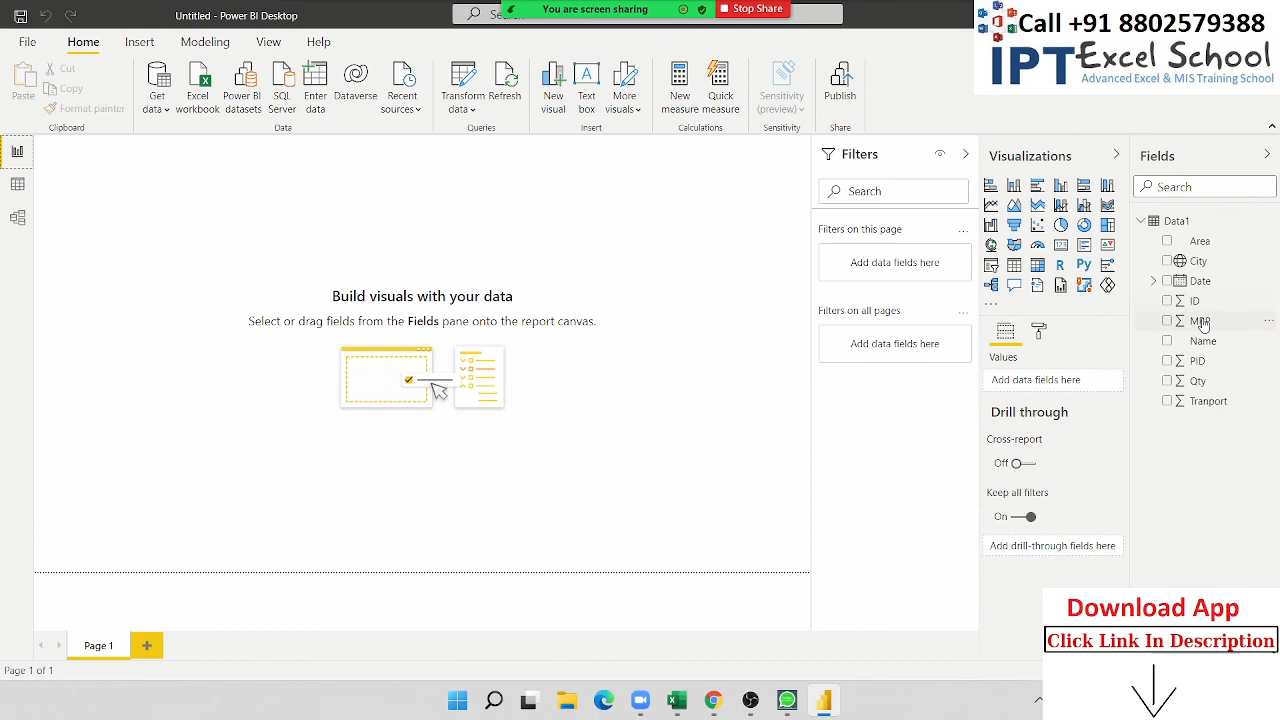 Untitled - Power BI Desktop
You are screen sharing
Stop Share
Call +91 8802579388
IPT Excel School
Advanced Excel & MIS Training School
File
Home
Insert
Modeling
View
Help
Paste
Cut
Copy
Format painter
Clipboard
Get data
Excel workbook
Power BI datasets
SQL Server
Enter data
Dataverse
Recent sources
Data
Transform data
Refresh
Queries
New visual
Text box
More visuals
Insert
New measure
Quick measure
Calculations
Sensitivity (preview)
Sensitivity
Publish
Share
Build visuals with your data
Select or drag fields from the Fields pane onto the report canvas.
Filters
Search
Filters on this page
Add data fields here
Filters on all pages
Add data fields here
Visualizations
R
Py
123
Values
Add data fields here
Drill through
Cross-report
Off
Keep all filters
On
Add drill-through fields here
Fields
Search
Data1
Area
City
Date
ID
MRP
Name
PID
Qty
Tranport
Page 1
Page 1 of 1
Download App
Click Link In Description